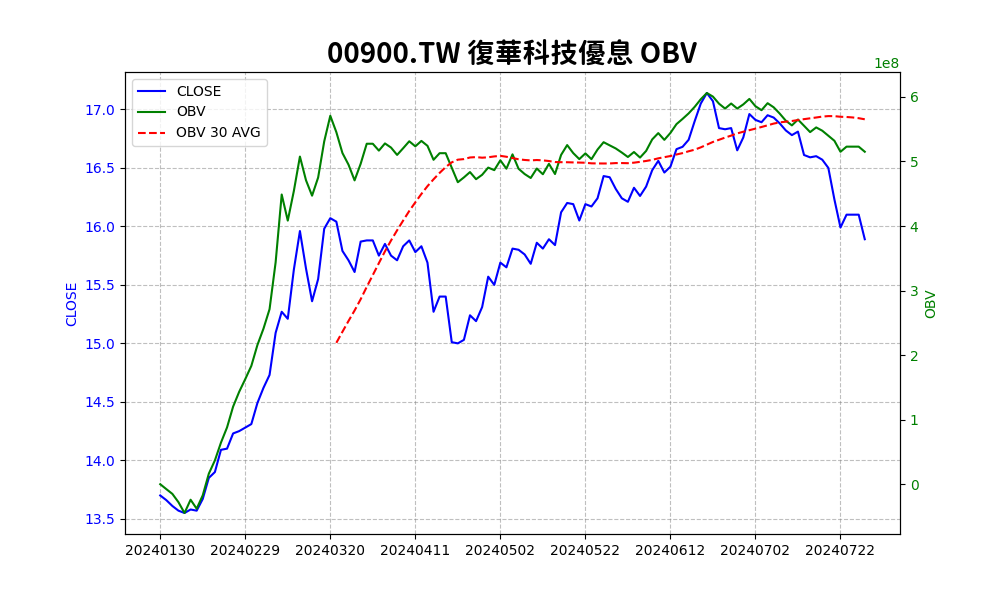 00900.TW 復華科技優息 OBV
1e8
CLOSE
OBV
OBV 30 AVG
17.0
16.5
16.0
15.5
15.0
14.5
14.0
13.5
CLOSE
6
5
4
3
2
1
0
OBV
20240130 20240229 20240320 20240411 20240502 20240522 20240612 20240702 20240722